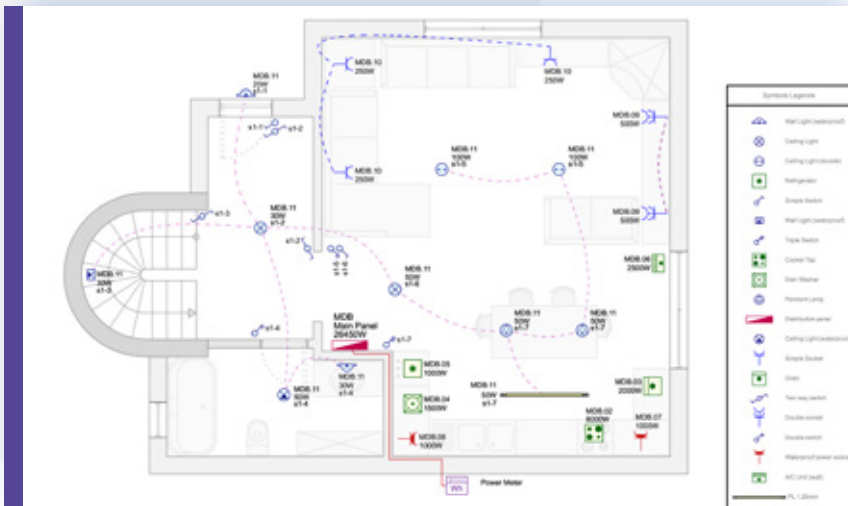 MDB.11
20W
s1-1
s1-1
s1-2
MDB.10
250W
MDB.10
250W
MDB.09
500W
MDB.11
100W
s1-5
MDB.11
100W
s1-5
MDB.10
250W
s1-3
MDB.11
30W
s1-2
s1-2
s1-5
s1-6
MDB.09
500W
MDB.06
2500W
MDB.11
30W
s1-3
MDB.11
50W
s1-6
MDB.11
50W
s1-7
MDB.11
50W
s1-7
MDB
Main Panel
26450W
s1-4
s1-7
MDB.05
1000W
MDB.11
30W
s1-4
MDB.11
50W
s1-4
MDB.11
50W
s1-7
MDB.03
2000W
MDB.04
1500W
MDB.02
8000W
MDB.07
1000W
MDB.08
1000W
Wh
Power Meter
Symbols Legends
Wall Light (waterproof)
Ceiling Light
Ceiling Light (double)
Refrigerator
Simple Switch
Wall Light (waterproof)
Triple Switch
Cooker Top
Dish Washer
Pendant Lamp
Distribution panel
Ceiling Light (waterproof)
Simple Socket
Oven
Two way switch
Double socket
Double switch
Waterproof power socket
A/C Unit (wall)
FL 1.20mm